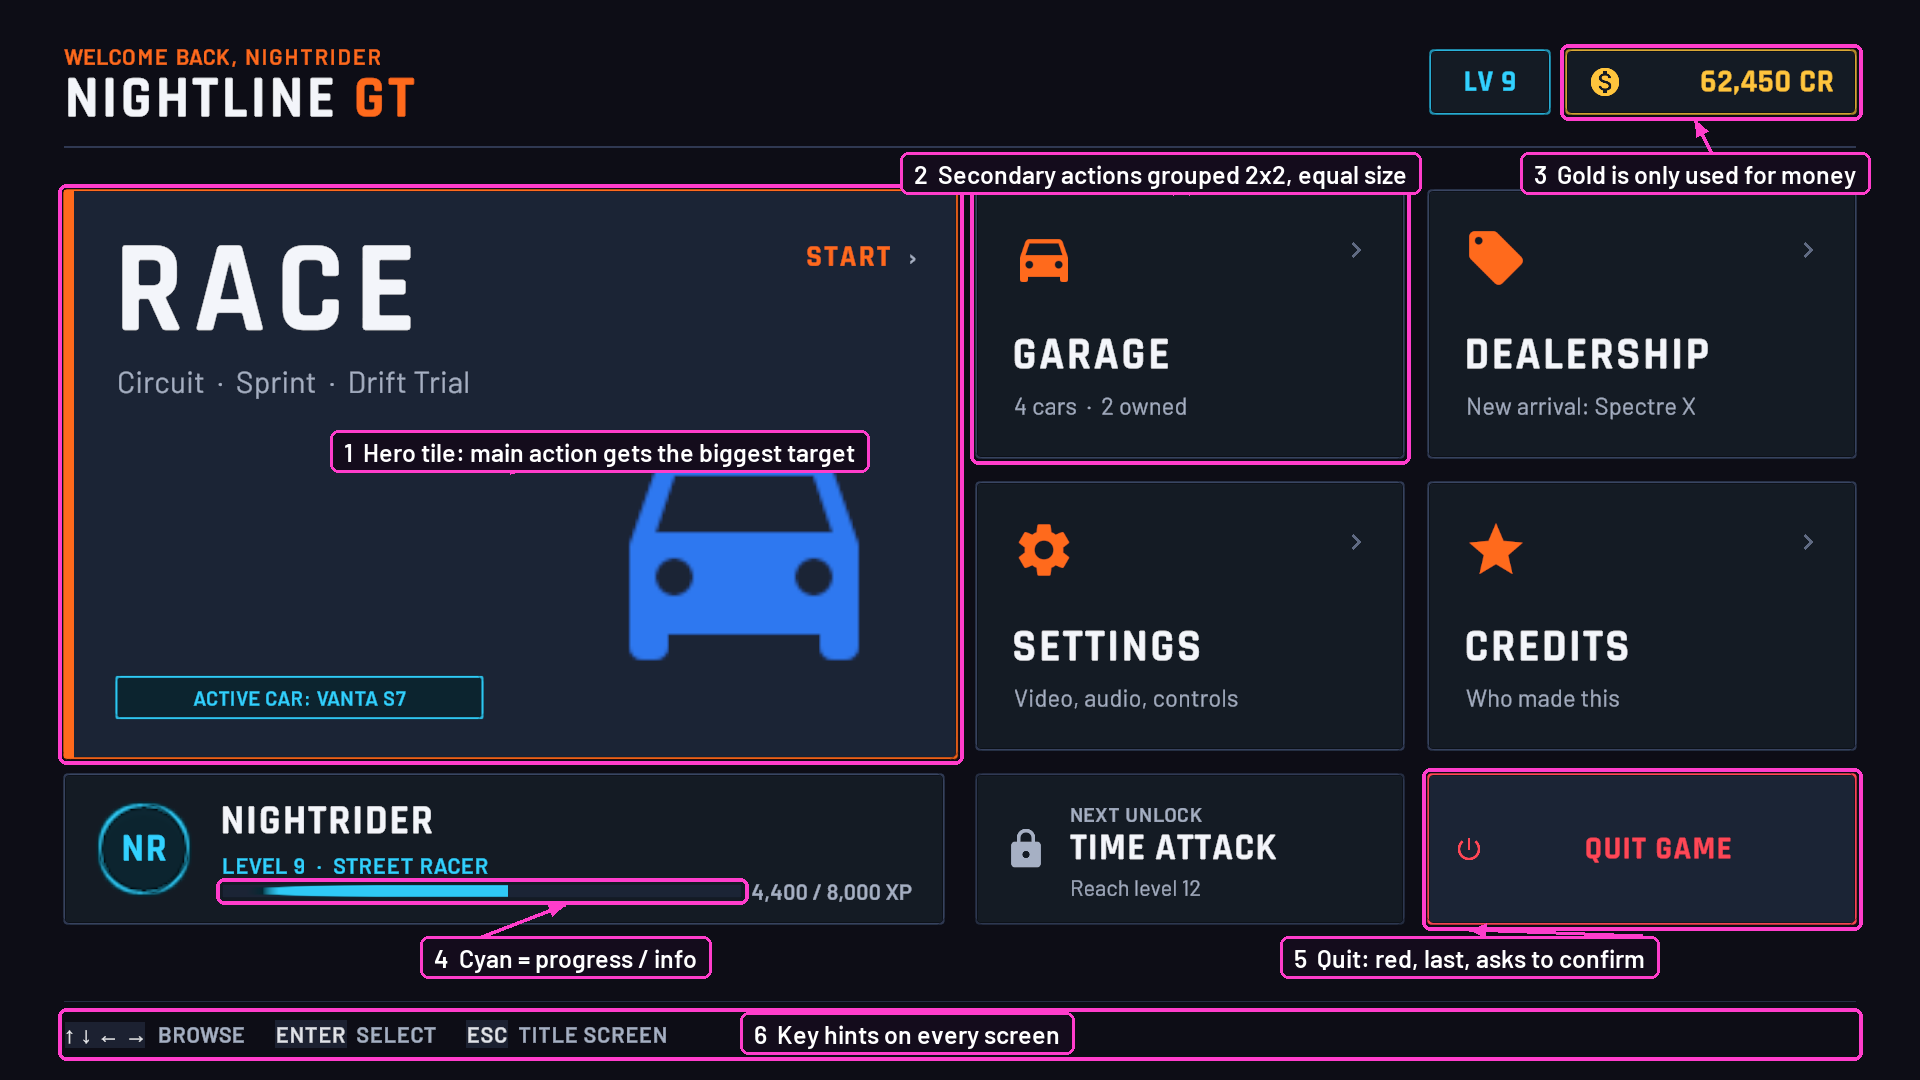 WELCOME BACK, NIGHTRIDER
NIGHTLINE GT
LV 9
62,450 CR
2 Secondary actions grouped 2x2, equal size
3 Gold is only used for money
RACE
START ›
Circuit · Sprint · Drift Trial
1 Hero tile: main action gets the biggest target
ACTIVE CAR: VANTA S7
GARAGE
4 cars · 2 owned
DEALERSHIP
New arrival: Spectre X
SETTINGS
Video, audio, controls
CREDITS
Who made this
NR
NIGHTRIDER
LEVEL 9 · STREET RACER
4,400 / 8,000 XP
NEXT UNLOCK
TIME ATTACK
Reach level 12
QUIT GAME
4 Cyan = progress / info
5 Quit: red, last, asks to confirm
↑ ↓ ← → BROWSE ENTER SELECT ESC TITLE SCREEN
6 Key hints on every screen